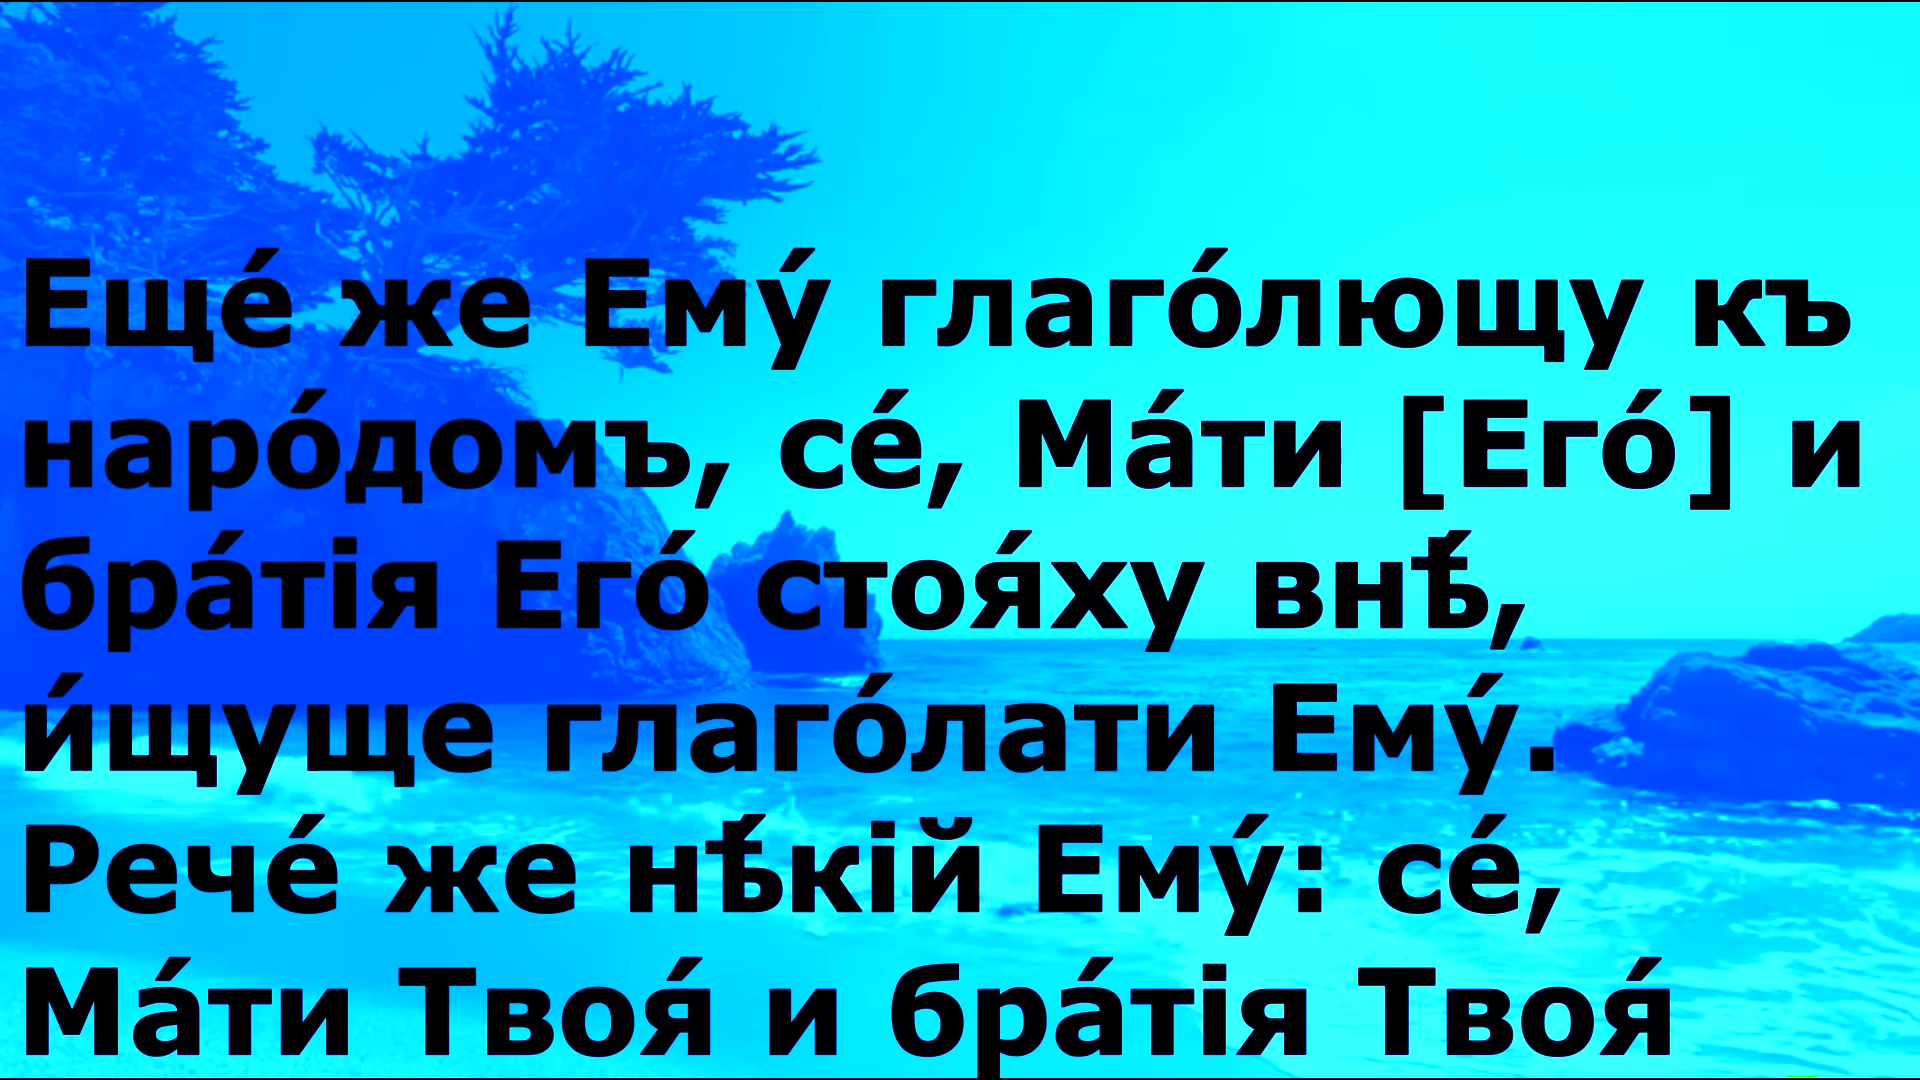 Еще́ же Ему́ глаго́лющу къ
наро́домъ, се́, Ма́ти [Его́] и
бра́тія Его́ стоя́ху внѣ́,
и́щуще глаго́лати Ему́.
Рече́ же нѣ́кій Ему́: се́,
Ма́ти Твоя́ и бра́тія Твоя́